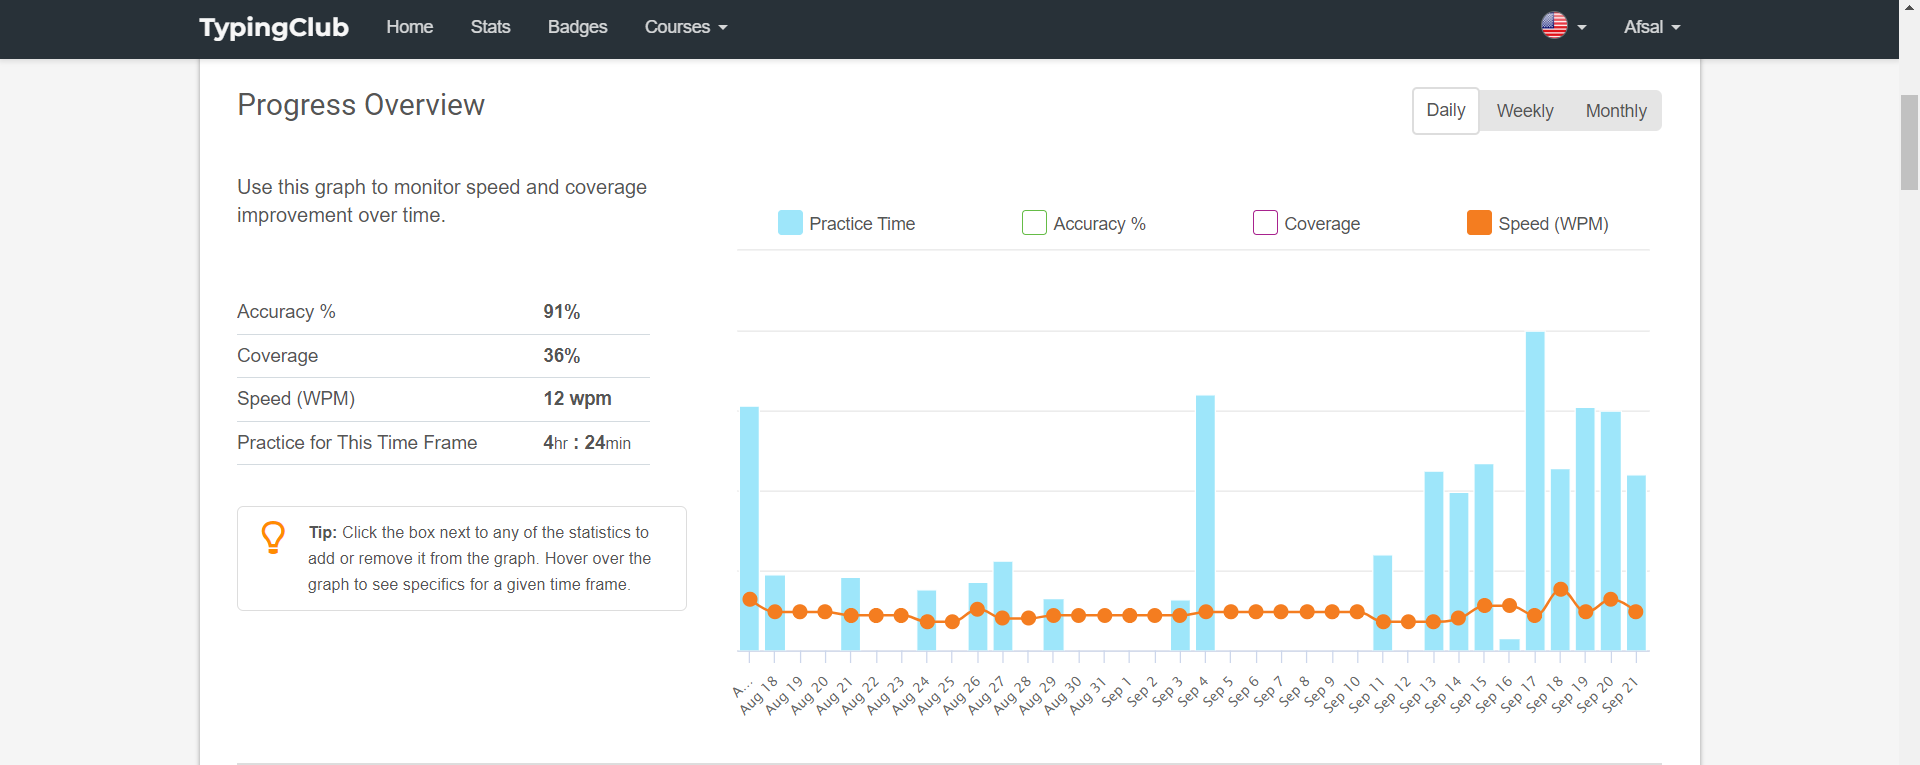 TypingClub Home Stats Badges Courses Afsal
Progress Overview
Daily Weekly Monthly
Use this graph to monitor speed and coverage
improvement over time.
Practice Time Accuracy % Coverage Speed (WPM)
Accuracy % 91%
Coverage 36%
Speed (WPM) 12 wpm
Practice for This Time Frame 4hr : 24min
Tip: Click the box next to any of the statistics to
add or remove it from the graph. Hover over the
graph to see specifics for a given time frame.
A... Aug 18 Aug 19 Aug 20 Aug 21 Aug 22 Aug 23 Aug 24 Aug 25 Aug 26 Aug 27 Aug 28 Aug 29 Aug 30 Aug 31 Sep 1 Sep 2 Sep 3 Sep 4 Sep 5 Sep 6 Sep 7 Sep 8 Sep 9 Sep 10 Sep 11 Sep 12 Sep 13 Sep 14 Sep 15 Sep 16 Sep 17 Sep 18 Sep 19 Sep 20 Sep 21